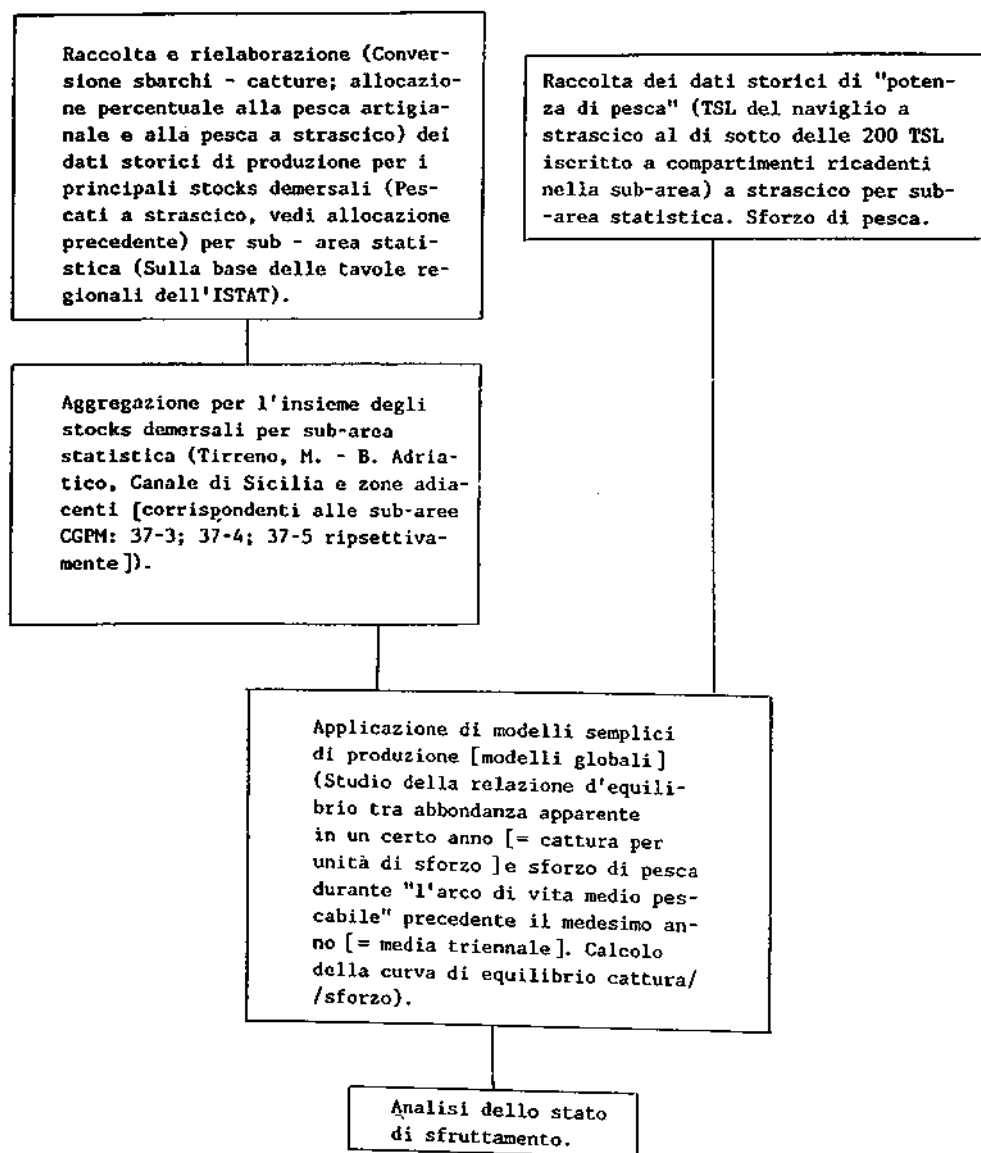 Raccolta e rielaborazione (Conver-
sione sbarchi - catture; allocazio-
ne percentuale alla pesca artigia-
nale e alla pesca a strascico) dei
dati storici di produzione per i
principali stocks demersali (Pes-
cati a strascico, vedi allocazione
precedente) per sub - area stati-
stica (Sulla base delle tavole re-
gionali dell'ISTAT).
Raccolta dei dati storici di "poten-
za di pesca" (TSL del naviglio a
strascico al di sotto delle 200 TSL
iscritto a compartimenti ricadenti
nella sub-area) a strascico per sub-
-area statistica. Sforzo di pesca.
Aggregazione per l'insieme degli
stocks demersali per sub-area
statistica (Tirreno, M. - B. Adria-
tico, Canale di Sicilia e zone adia-
centi [corrispondenti alle sub-aree
CGPM: 37-3; 37-4; 37-5 ripsettiva-
mente]).
Applicazione di modelli semplici
di produzione [modelli globali]
(Studio della relazione d'equili-
brio tra abbondanza apparente
in un certo anno [= cattura per
unità di sforzo ]e sforzo di pesca
durante "l'arco di vita medio pes-
cabile" precedente il medesimo an-
no [= media triennale]. Calcolo
della curva di equilibrio cattura/
/sforzo).
Analisi dello stato
di sfruttamento.